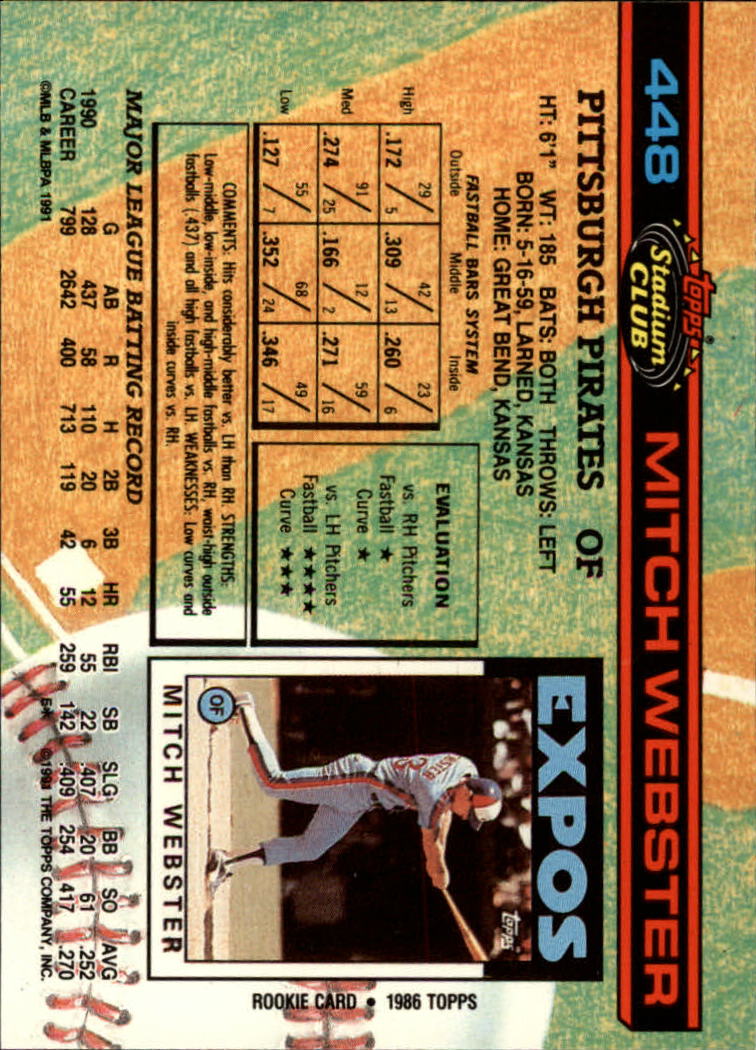 448
topps®
Stadium
CLUB
MITCH WEBSTER
PITTSBURGH PIRATES OF
HT: 6'1" WT: 185 BATS: BOTH THROWS: LEFT
BORN: 5-16-59, LARNED, KANSAS
HOME: GREAT BEND, KANSAS
FASTBALL BARS SYSTEM
Outside Middle Inside
High 29/5 .172 42/13 .309 23/6 .260
Med 91/25 .274 12/2 .166 59/16 .271
Low 55/7 .127 68/24 .352 49/17 .346
EVALUATION
vs. RH Pitchers
Fastball ★
Curve ★
vs. LH Pitchers
Fastball ★★★★
Curve ★★★
COMMENTS: Hits considerably better vs. LH than RH. STRENGTHS:
Low-middle, low-inside, and high-middle fastballs vs. RH, waist-high outside
fastballs (.437) and all high fastballs vs. LH. WEAKNESSES: Low curves and
inside curves vs. RH.
MAJOR LEAGUE BATTING RECORD
G AB R H 2B 3B HR RBI SB SLG BB SO AVG
1990 128 437 58 110 20 6 12 55 22 .407 20 61 .252
CAREER 799 2642 400 713 119 42 55 259 142 .409 254 417 .270
©MLB & MLBPA 1991
B* ©1991 THE TOPPS COMPANY, INC.
EXPOS
topps
WEBSTER
OF
MITCH WEBSTER
ROOKIE CARD • 1986 TOPPS